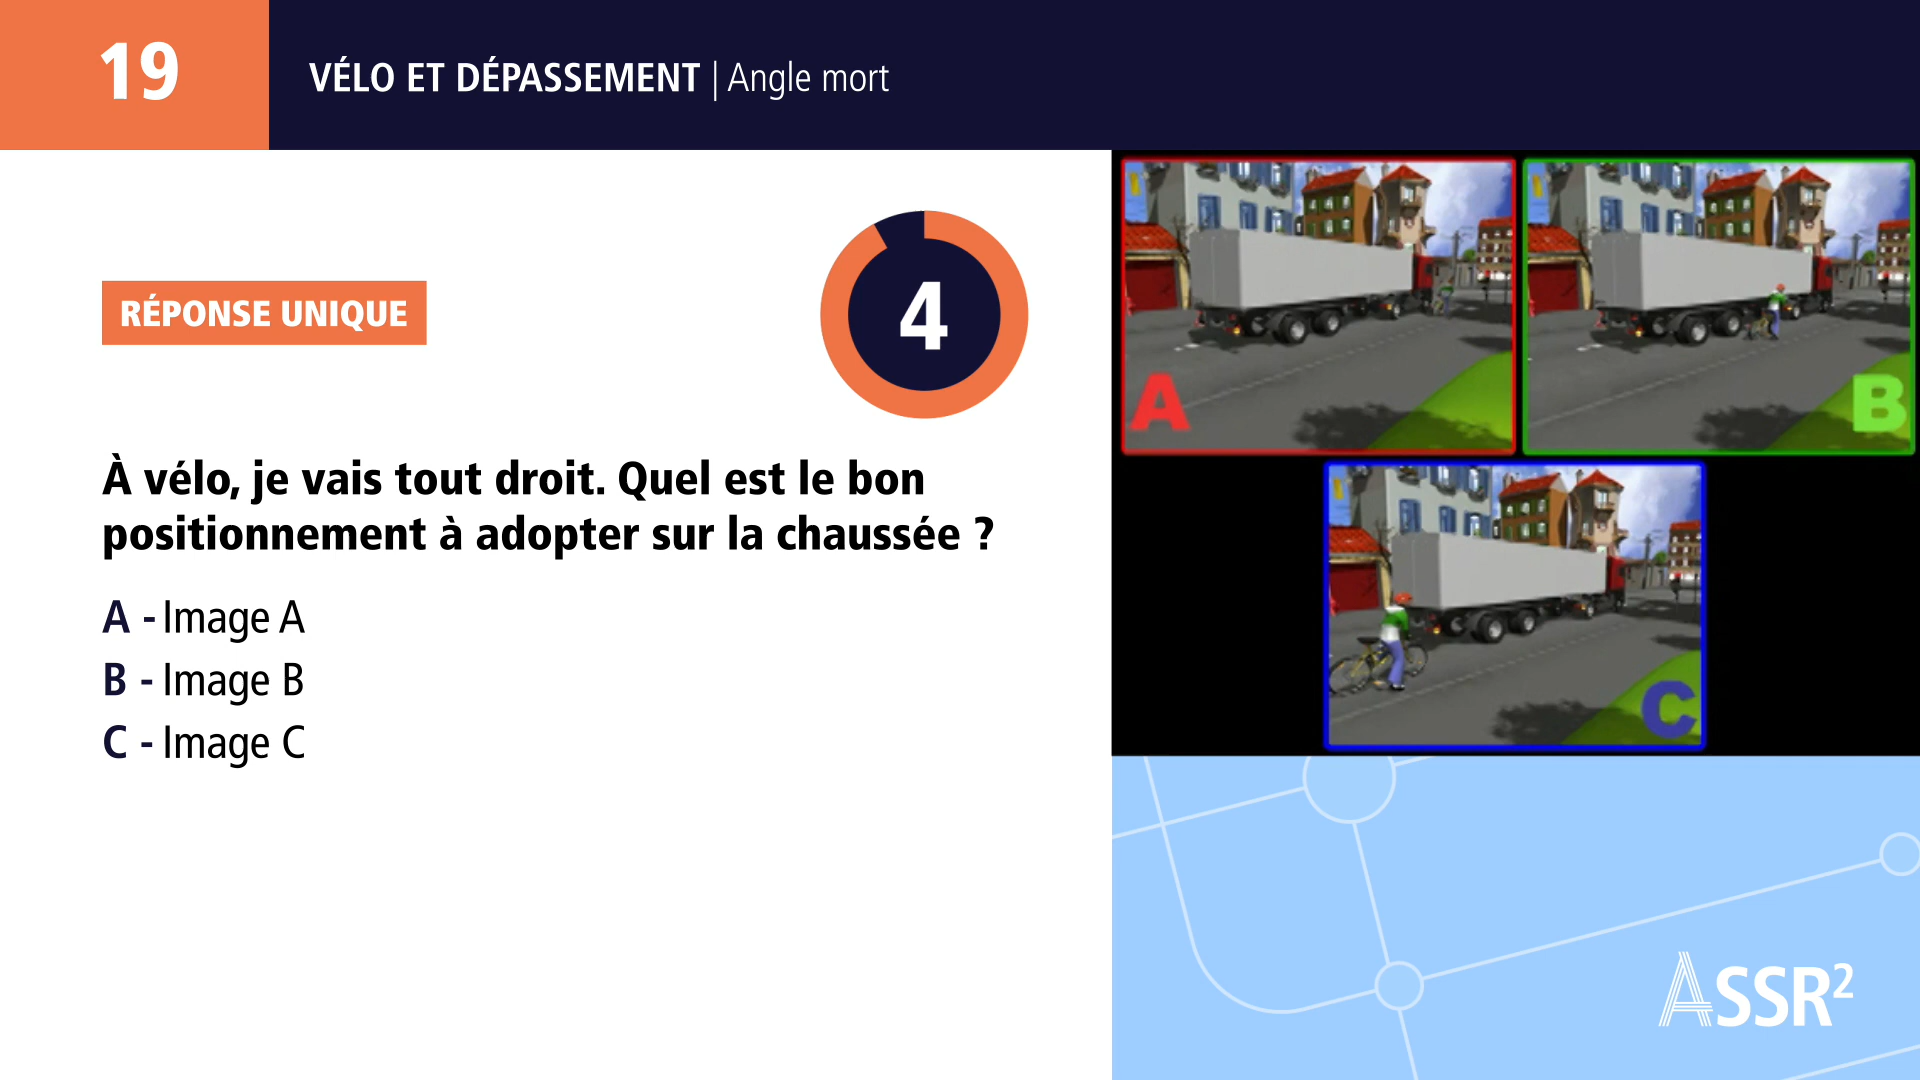 19
VÉLO ET DÉPASSEMENT | Angle mort
RÉPONSE UNIQUE
4
À vélo, je vais tout droit. Quel est le bon
positionnement à adopter sur la chaussée ?
A - Image A
B - Image B
C - Image C
A
B
C
ASSR²